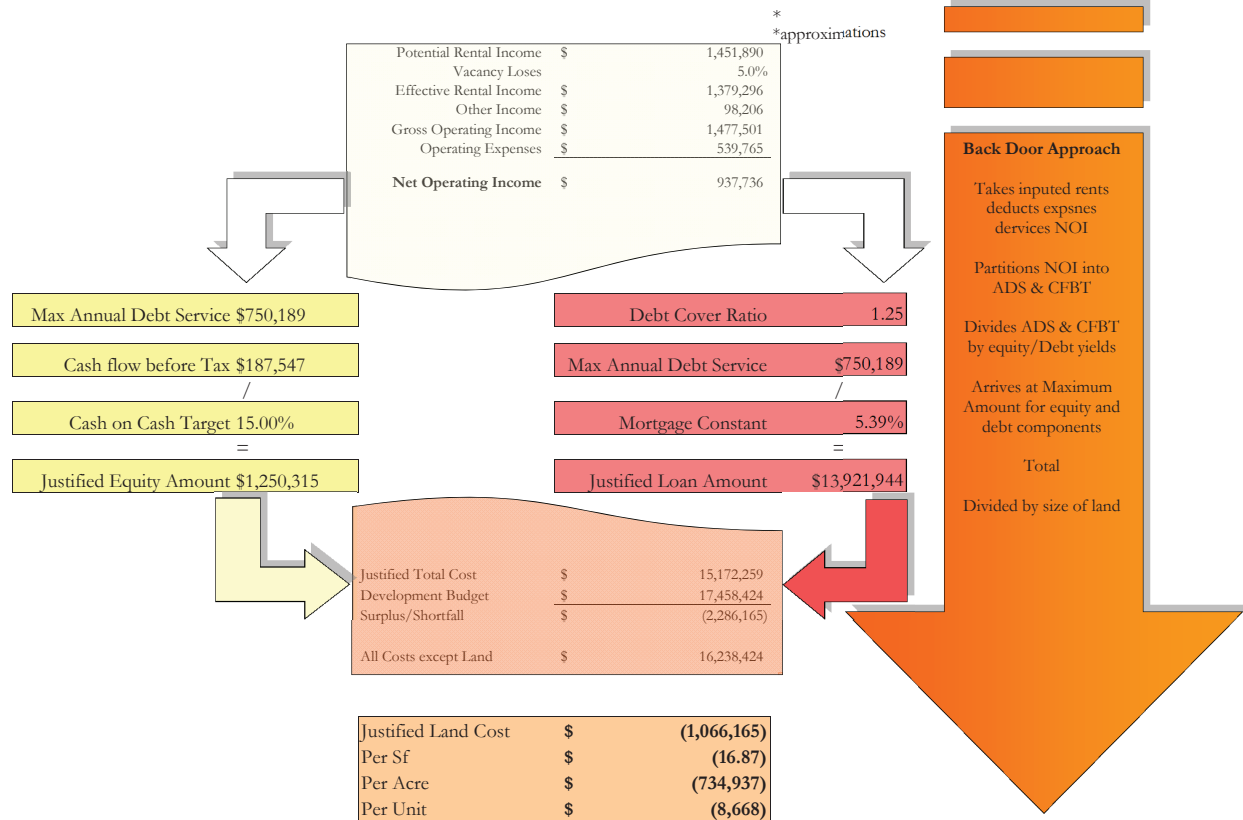 *
*approximations
Potential Rental Income $ 1,451,890
Vacancy Loses 5.0%
Effective Rental Income $ 1,379,296
Other Income $ 98,206
Gross Operating Income $ 1,477,501
Operating Expenses $ 539,765
Net Operating Income $ 937,736
Max Annual Debt Service $750,189
Cash flow before Tax $187,547
/
Cash on Cash Target 15.00%
=
Justified Equity Amount $1,250,315
Debt Cover Ratio 1.25
Max Annual Debt Service $750,189
/
Mortgage Constant 5.39%
=
Justified Loan Amount $13,921,944
Justified Total Cost $ 15,172,259
Development Budget $ 17,458,424
Surplus/Shortfall $ (2,286,165)
All Costs except Land $ 16,238,424
Justified Land Cost $ (1,066,165)
Per Sf $ (16.87)
Per Acre $ (734,937)
Per Unit $ (8,668)
Back Door Approach
Takes inputed rents
deducts expsnes
dervices NOI
Partitions NOI into
ADS & CFBT
Divides ADS & CFBT
by equity/Debt yields
Arrives at Maximum
Amount for equity and
debt components
Total
Divided by size of land